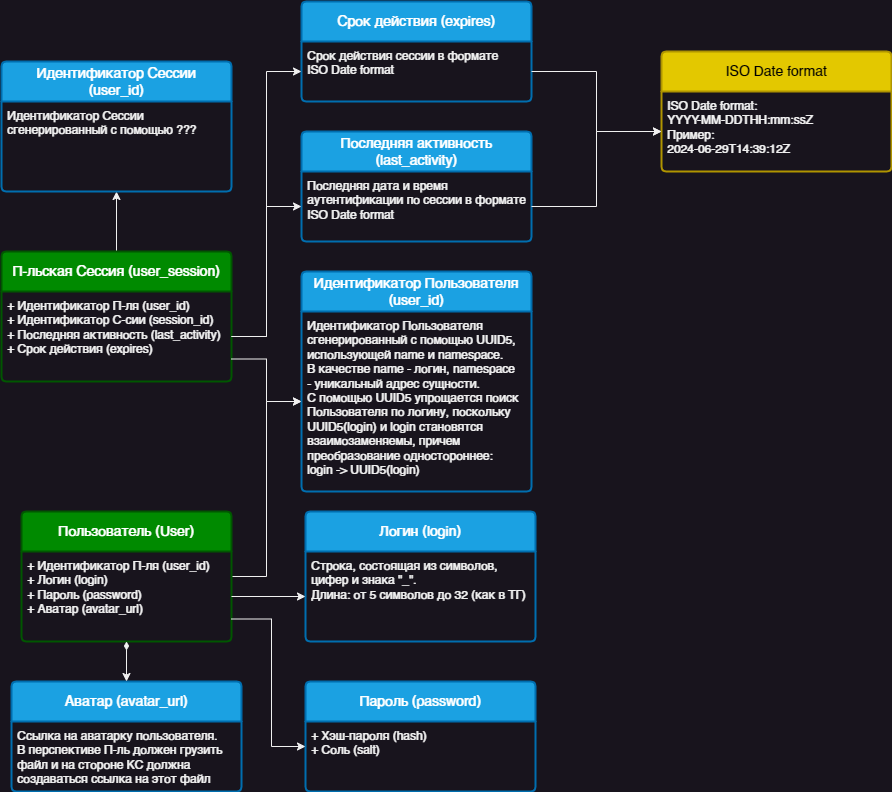 Срок действия (expires)
Срок действия сессии в формате
ISO Date format
ISO Date format
ISO Date format:
YYYY-MM-DDTHH:mm:ssZ
Пример:
2024-06-29T14:39:12Z
Идентификатор Сессии
(user_id)
Идентификатор Сессии
сгенерированный с помощью ???
Последняя активность
(last_activity)
Последняя дата и время
аутентификации по сессии в формате
ISO Date format
П-льская Сессия (user_session)
+ Идентификатор П-ля (user_id)
+ Идентификатор С-сии (session_id)
+ Последняя активность (last_activity)
+ Срок действия (expires)
Идентификатор Пользователя
(user_id)
Идентификатор Пользователя
сгенерированный с помощью UUID5,
использующей name и namespace.
В качестве name - логин, namespace
- уникальный адрес сущности.
С помощью UUID5 упрощается поиск
Пользователя по логину, поскольку
UUID5(login) и login становятся
взаимозаменяемы, причем
преобразование одностороннее:
login -> UUID5(login)
Пользователь (User)
+ Идентификатор П-ля (user_id)
+ Логин (login)
+ Пароль (password)
+ Аватар (avatar_url)
Логин (login)
Строка, состоящая из символов,
цифер и знака "_".
Длина: от 5 символов до 32 (как в ТГ)
Аватар (avatar_url)
Ссылка на аватарку пользователя.
В перспективе П-ль должен грузить
файл и на стороне КС должна
создаваться ссылка на этот файл
Пароль (password)
+ Хэш-пароля (hash)
+ Соль (salt)